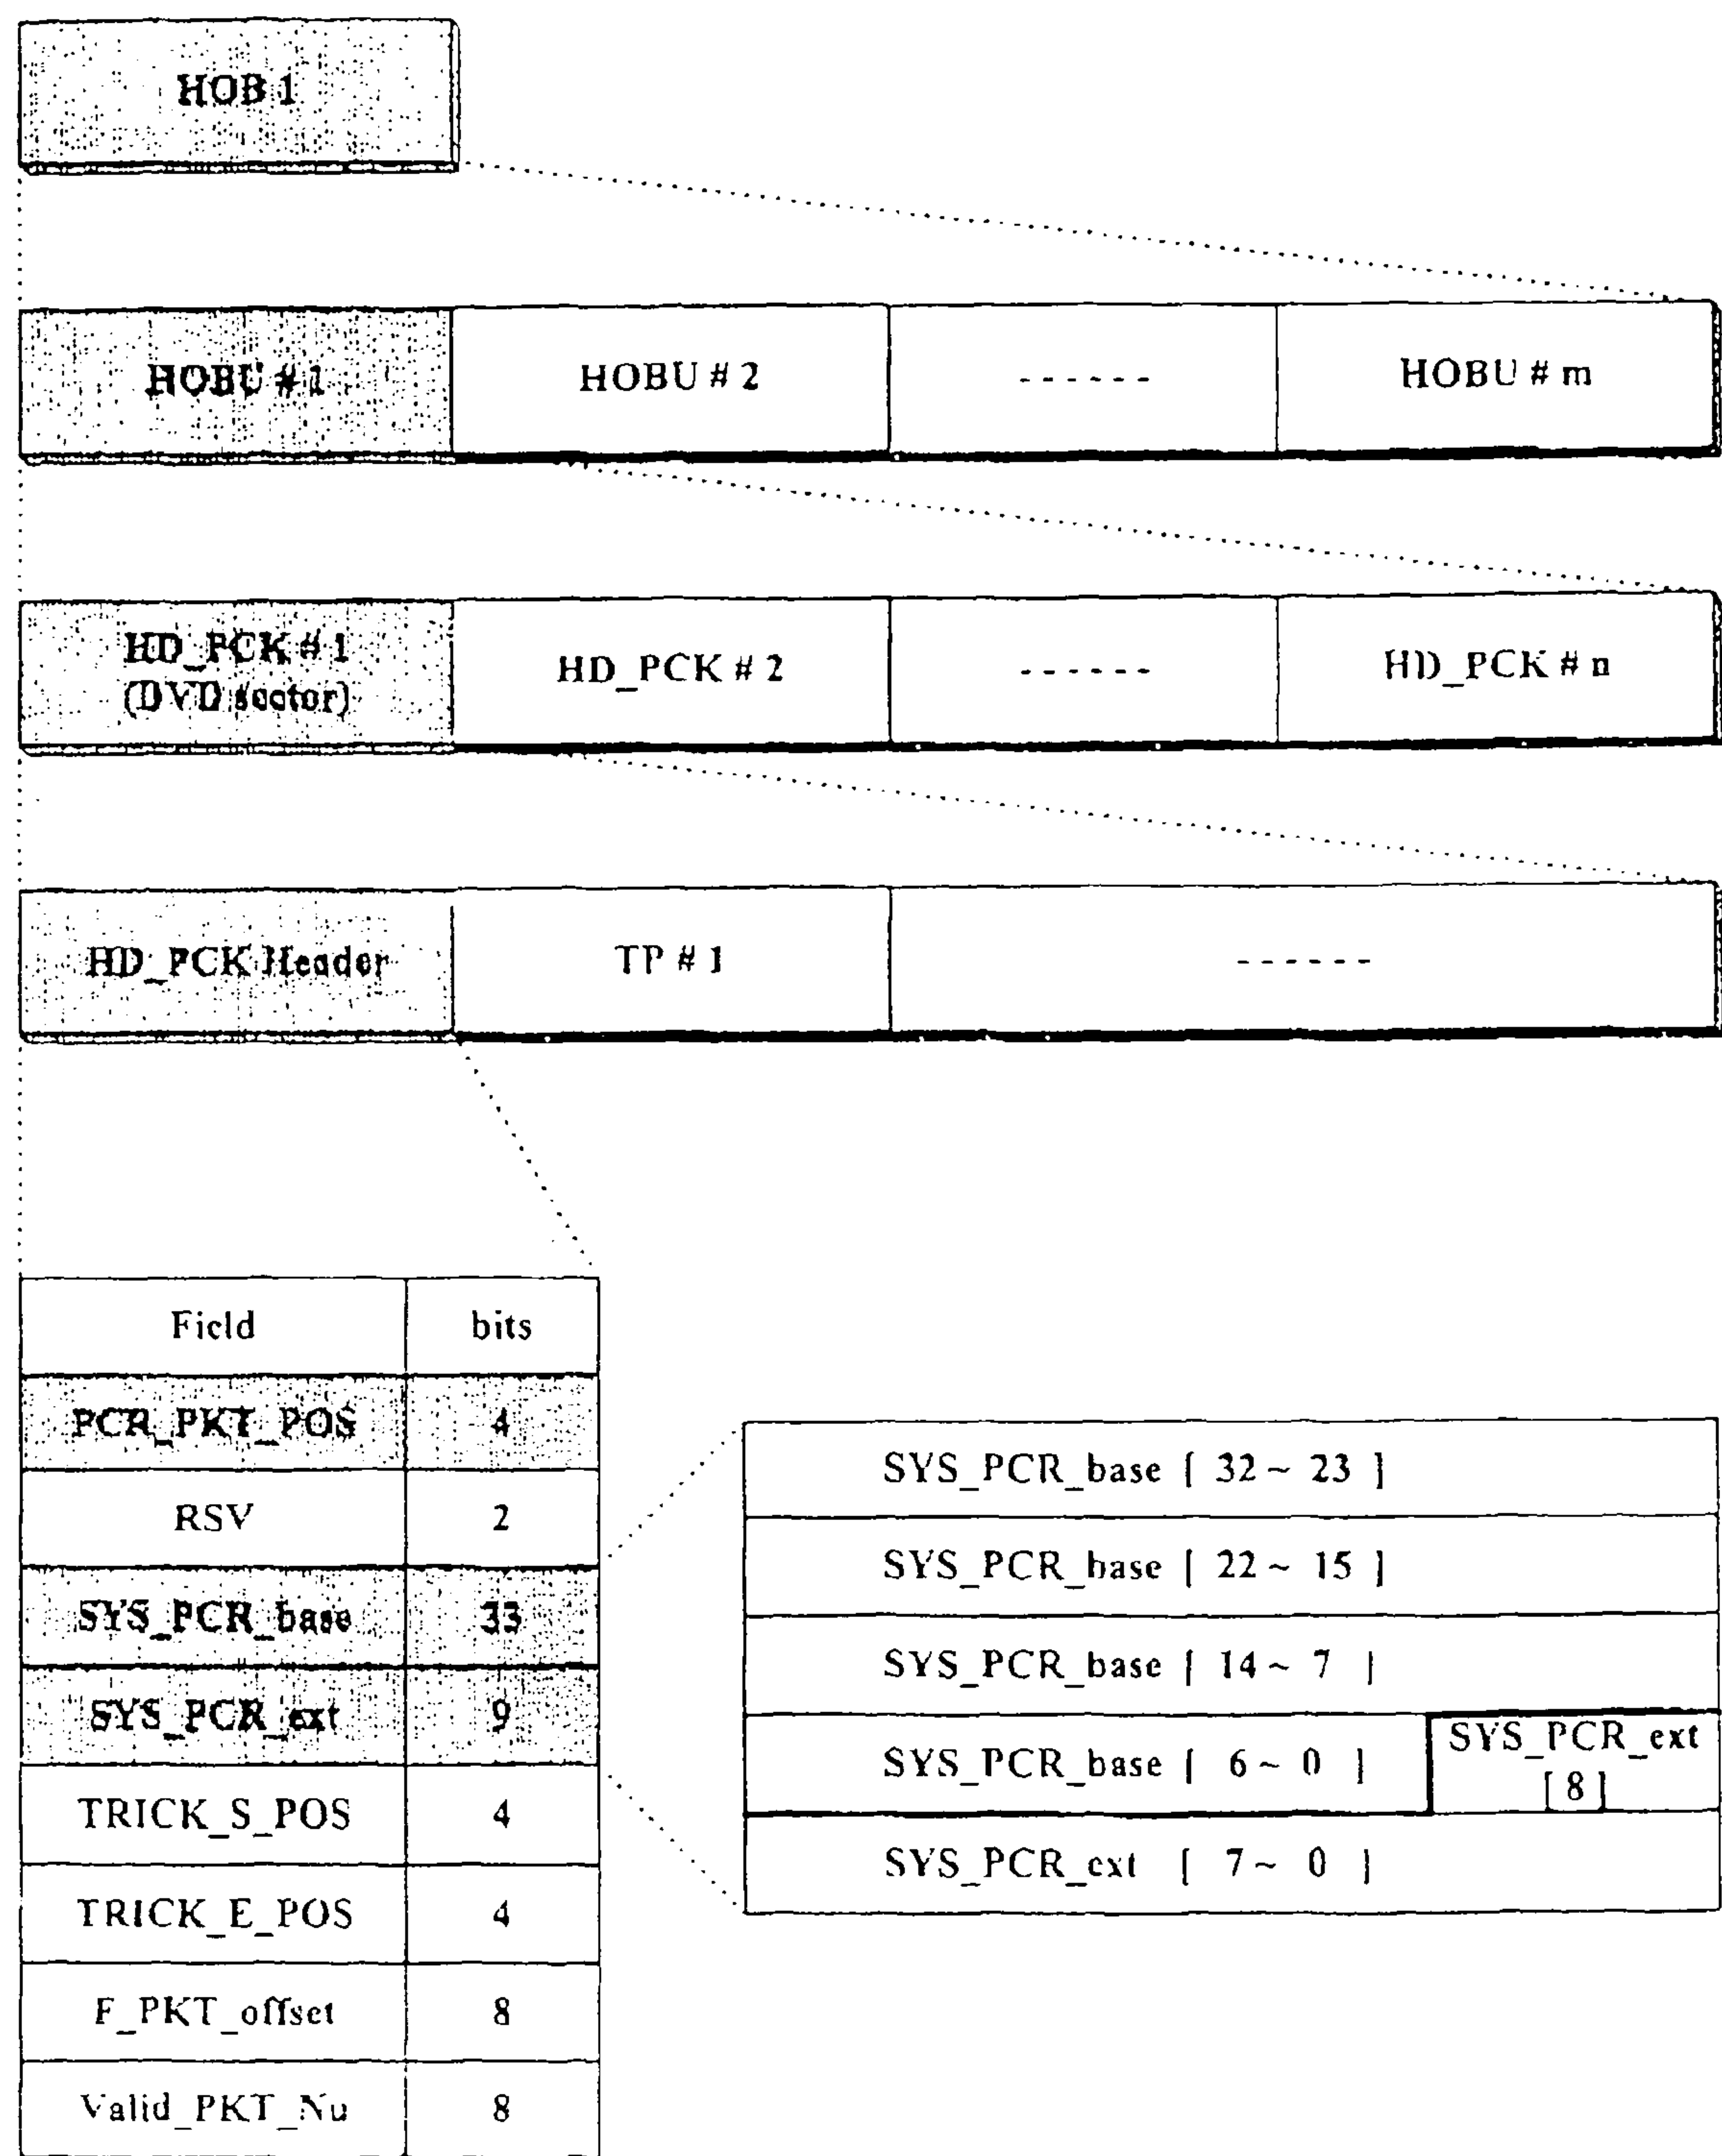 HOB 1
HOBU # 1 HOBU # 2 ------ HOBU # m
HD_PCK # 1
(DVD sector)
HD_PCK # 2 ------ HD_PCK # n
HD_PCK Header TP # 1 ------
Field bits
PCR_PKT_POS 4
RSV 2
SYS_PCR_base 33
SYS_PCR_ext 9
TRICK_S_POS 4
TRICK_E_POS 4
F_PKT_offset 8
Valid_PKT_Nu 8
SYS_PCR_base [ 32 ~ 23 ]
SYS_PCR_base [ 22 ~ 15 ]
SYS_PCR_base [ 14 ~ 7 ]
SYS_PCR_base [ 6 ~ 0 ]
SYS_PCR_ext
[ 8 ]
SYS_PCR_ext [ 7 ~ 0 ]